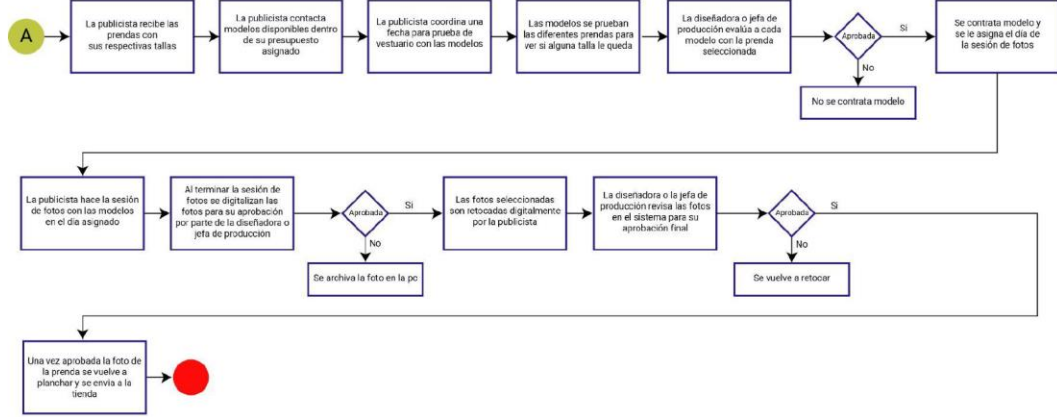 A
La publicista recibe las
prendas con
sus respectivas tallas
La publicista contacta
modelos disponibles dentro
de su presupuesto
asignado
La publicista coordina una
fecha para prueba de
vestuario con las modelos
Las modelos se prueban
las diferentes prendas para
ver si alguna talla le queda
La diseñadora o jefa de
producción evalúa a cada
modelo con la prenda
seleccionada
Aprobada
Si
No
No se contrata modelo
Se contrata modelo y
se le asigna el día de
la sesión de fotos
La publicista hace la sesión
de fotos con las modelos
en el día asignado
Al terminar la sesión de
fotos se digitalizan las
fotos para su aprobación
por parte de la diseñadora o
jefa de producción
Aprobada
Si
No
Se archiva la foto en la pc
Las fotos seleccionadas
son retocadas digitalmente
por la publicista
La diseñadora o la jefa de
producción revisa las fotos
en el sistema para su
aprobación final
Aprobada
Si
No
Se vuelve a retocar
Una vez aprobada la foto de
la prenda se vuelve a
planchar y se envia a la
tienda